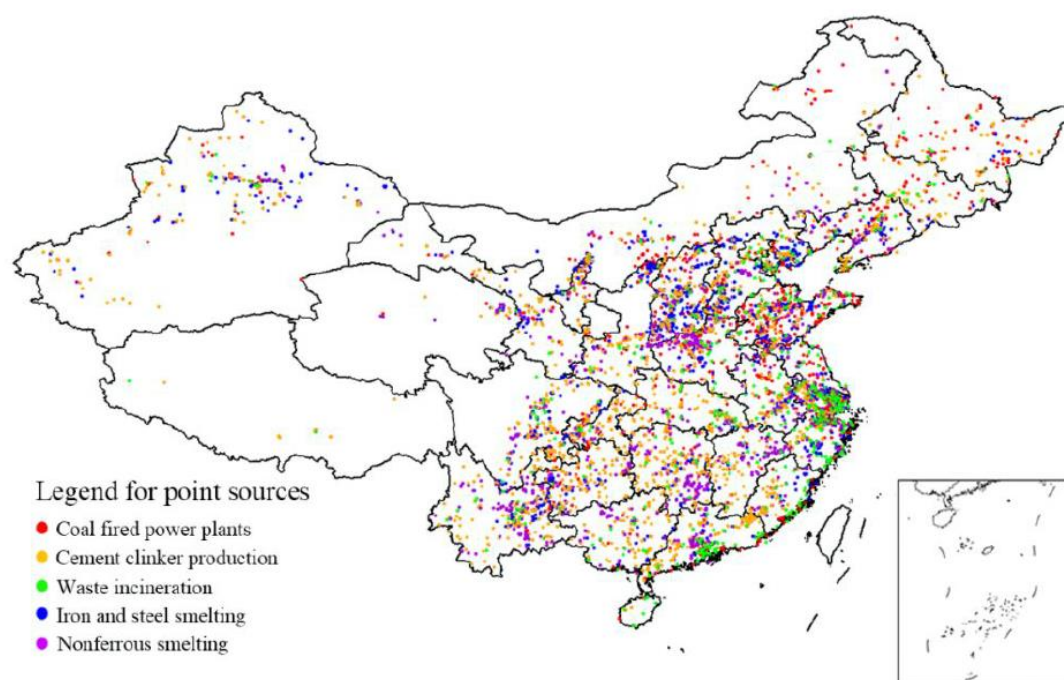 Legend for point sources
Coal fired power plants
Cement clinker production
Waste incineration
Iron and steel smelting
Nonferrous smelting